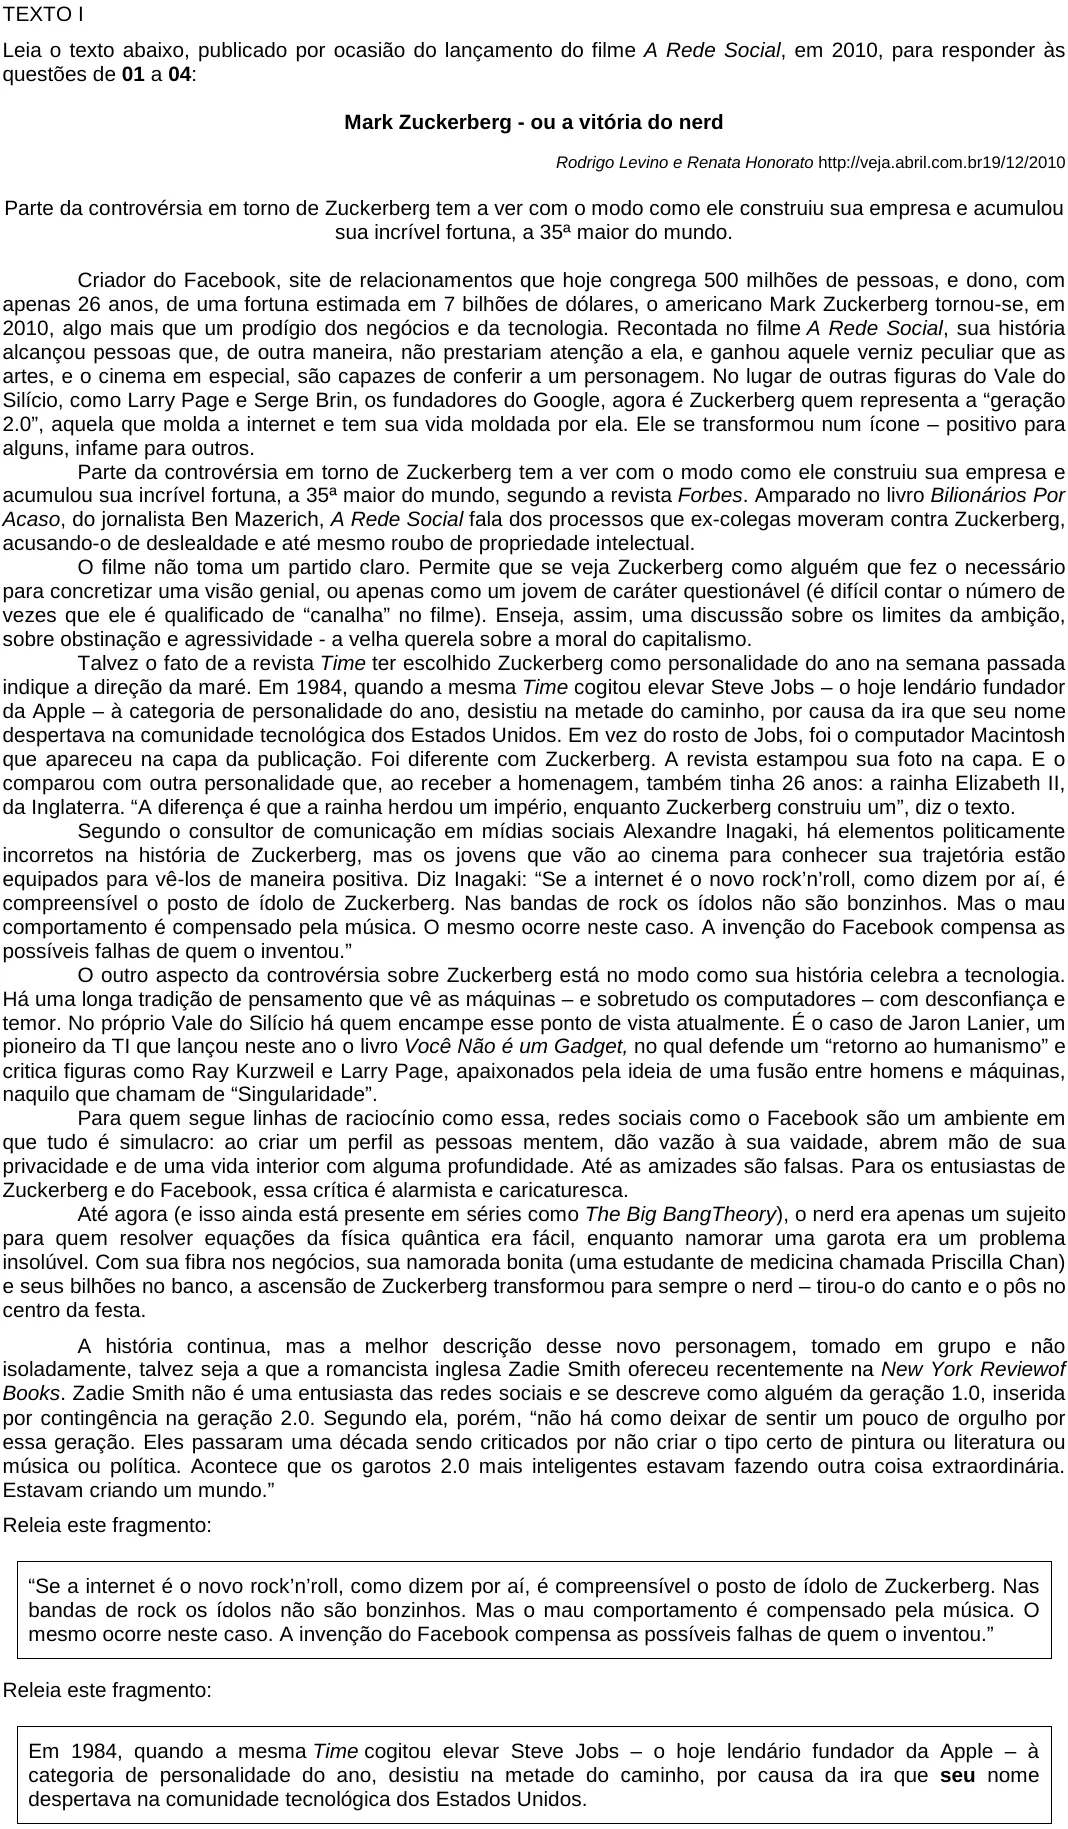 TEXTO I
Leia o texto abaixo, publicado por ocasião do lançamento do filme A Rede Social, em 2010, para responder às
questões de 01 a 04:
Mark Zuckerberg - ou a vitória do nerd
Rodrigo Levino e Renata Honorato http://veja.abril.com.br19/12/2010
Parte da controvérsia em torno de Zuckerberg tem a ver com o modo como ele construiu sua empresa e acumulou
sua incrível fortuna, a 35ª maior do mundo.
Criador do Facebook, site de relacionamentos que hoje congrega 500 milhões de pessoas, e dono, com
apenas 26 anos, de uma fortuna estimada em 7 bilhões de dólares, o americano Mark Zuckerberg tornou-se, em
2010, algo mais que um prodígio dos negócios e da tecnologia. Recontada no filme A Rede Social, sua história
alcançou pessoas que, de outra maneira, não prestariam atenção a ela, e ganhou aquele verniz peculiar que as
artes, e o cinema em especial, são capazes de conferir a um personagem. No lugar de outras figuras do Vale do
Silício, como Larry Page e Serge Brin, os fundadores do Google, agora é Zuckerberg quem representa a “geração
2.0”, aquela que molda a internet e tem sua vida moldada por ela. Ele se transformou num ícone – positivo para
alguns, infame para outros.
Parte da controvérsia em torno de Zuckerberg tem a ver com o modo como ele construiu sua empresa e
acumulou sua incrível fortuna, a 35ª maior do mundo, segundo a revista Forbes. Amparado no livro Bilionários Por
Acaso, do jornalista Ben Mazerich, A Rede Social fala dos processos que ex-colegas moveram contra Zuckerberg,
acusando-o de deslealdade e até mesmo roubo de propriedade intelectual.
O filme não toma um partido claro. Permite que se veja Zuckerberg como alguém que fez o necessário
para concretizar uma visão genial, ou apenas como um jovem de caráter questionável (é difícil contar o número de
vezes que ele é qualificado de “canalha” no filme). Enseja, assim, uma discussão sobre os limites da ambição,
sobre obstinação e agressividade - a velha querela sobre a moral do capitalismo.
Talvez o fato de a revista Time ter escolhido Zuckerberg como personalidade do ano na semana passada
indique a direção da maré. Em 1984, quando a mesma Time cogitou elevar Steve Jobs – o hoje lendário fundador
da Apple – à categoria de personalidade do ano, desistiu na metade do caminho, por causa da ira que seu nome
despertava na comunidade tecnológica dos Estados Unidos. Em vez do rosto de Jobs, foi o computador Macintosh
que apareceu na capa da publicação. Foi diferente com Zuckerberg. A revista estampou sua foto na capa. E o
comparou com outra personalidade que, ao receber a homenagem, também tinha 26 anos: a rainha Elizabeth II,
da Inglaterra. “A diferença é que a rainha herdou um império, enquanto Zuckerberg construiu um”, diz o texto.
Segundo o consultor de comunicação em mídias sociais Alexandre Inagaki, há elementos politicamente
incorretos na história de Zuckerberg, mas os jovens que vão ao cinema para conhecer sua trajetória estão
equipados para vê-los de maneira positiva. Diz Inagaki: “Se a internet é o novo rock’n’roll, como dizem por aí, é
compreensível o posto de ídolo de Zuckerberg. Nas bandas de rock os ídolos não são bonzinhos. Mas o mau
comportamento é compensado pela música. O mesmo ocorre neste caso. A invenção do Facebook compensa as
possíveis falhas de quem o inventou.”
O outro aspecto da controvérsia sobre Zuckerberg está no modo como sua história celebra a tecnologia.
Há uma longa tradição de pensamento que vê as máquinas – e sobretudo os computadores – com desconfiança e
temor. No próprio Vale do Silício há quem encampe esse ponto de vista atualmente. É o caso de Jaron Lanier, um
pioneiro da TI que lançou neste ano o livro Você Não é um Gadget, no qual defende um “retorno ao humanismo” e
critica figuras como Ray Kurzweil e Larry Page, apaixonados pela ideia de uma fusão entre homens e máquinas,
naquilo que chamam de “Singularidade”.
Para quem segue linhas de raciocínio como essa, redes sociais como o Facebook são um ambiente em
que tudo é simulacro: ao criar um perfil as pessoas mentem, dão vazão à sua vaidade, abrem mão de sua
privacidade e de uma vida interior com alguma profundidade. Até as amizades são falsas. Para os entusiastas de
Zuckerberg e do Facebook, essa crítica é alarmista e caricaturesca.
Até agora (e isso ainda está presente em séries como The Big BangTheory), o nerd era apenas um sujeito
para quem resolver equações da física quântica era fácil, enquanto namorar uma garota era um problema
insolúvel. Com sua fibra nos negócios, sua namorada bonita (uma estudante de medicina chamada Priscilla Chan)
e seus bilhões no banco, a ascensão de Zuckerberg transformou para sempre o nerd – tirou-o do canto e o pôs no
centro da festa.
A história continua, mas a melhor descrição desse novo personagem, tomado em grupo e não
isoladamente, talvez seja a que a romancista inglesa Zadie Smith ofereceu recentemente na New York Reviewof
Books. Zadie Smith não é uma entusiasta das redes sociais e se descreve como alguém da geração 1.0, inserida
por contingência na geração 2.0. Segundo ela, porém, “não há como deixar de sentir um pouco de orgulho por
essa geração. Eles passaram uma década sendo criticados por não criar o tipo certo de pintura ou literatura ou
música ou política. Acontece que os garotos 2.0 mais inteligentes estavam fazendo outra coisa extraordinária.
Estavam criando um mundo.”
Releia este fragmento:
“Se a internet é o novo rock’n’roll, como dizem por aí, é compreensível o posto de ídolo de Zuckerberg. Nas
bandas de rock os ídolos não são bonzinhos. Mas o mau comportamento é compensado pela música. O
mesmo ocorre neste caso. A invenção do Facebook compensa as possíveis falhas de quem o inventou.”
Releia este fragmento:
Em 1984, quando a mesma Time cogitou elevar Steve Jobs – o hoje lendário fundador da Apple – à
categoria de personalidade do ano, desistiu na metade do caminho, por causa da ira que seu nome
despertava na comunidade tecnológica dos Estados Unidos.